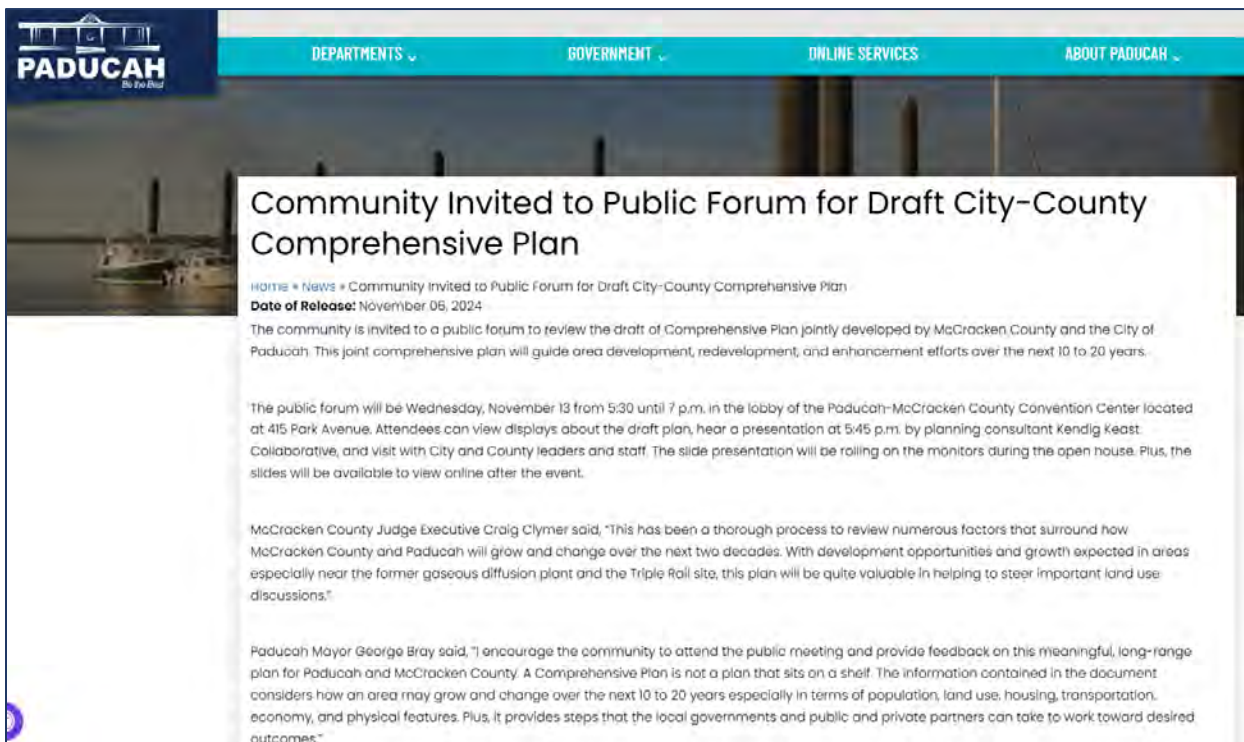 PADUCAH
Be the Best
DEPARTMENTS
GOVERNMENT
ONLINE SERVICES
ABOUT PADUCAH
Community Invited to Public Forum for Draft City-County
Comprehensive Plan
Home » News » Community Invited to Public Forum for Draft City-County Comprehensive Plan
Date of Release: November 06, 2024
The community is invited to a public forum to review the draft of Comprehensive Plan jointly developed by McCracken County and the City of
Paducah. This joint comprehensive plan will guide area development, redevelopment, and enhancement efforts over the next 10 to 20 years.
The public forum will be Wednesday, November 13 from 5:30 until 7 p.m. in the lobby of the Paducah-McCracken County Convention Center located
at 415 Park Avenue. Attendees can view displays about the draft plan, hear a presentation at 5:45 p.m. by planning consultant Kendig Keast
Collaborative, and visit with City and County leaders and staff. The slide presentation will be rolling on the monitors during the open house. Plus, the
slides will be available to view online after the event.
McCracken County Judge Executive Craig Clymer said, "This has been a thorough process to review numerous factors that surround how
McCracken County and Paducah will grow and change over the next two decades. With development opportunities and growth expected in areas
especially near the former gaseous diffusion plant and the Triple Rail site, this plan will be quite valuable in helping to steer important land use
discussions."
Paducah Mayor George Bray said, "I encourage the community to attend the public meeting and provide feedback on this meaningful, long-range
plan for Paducah and McCracken County. A Comprehensive Plan is not a plan that sits on a shelf. The information contained in the document
considers how an area may grow and change over the next 10 to 20 years especially in terms of population, land use, housing, transportation,
economy, and physical features. Plus, it provides steps that the local governments and public and private partners can take to work toward desired
outcomes."